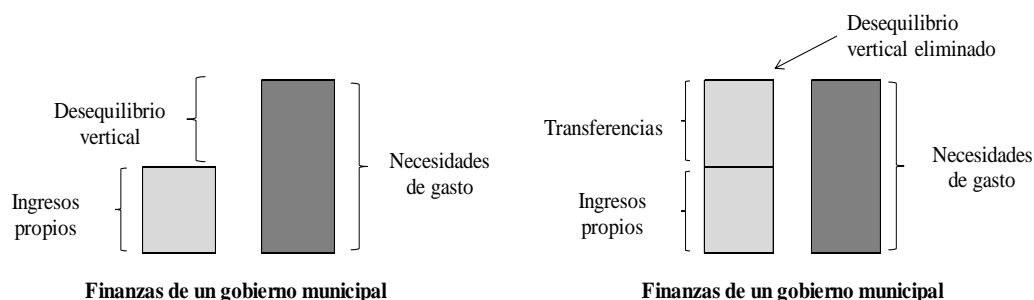 Desequilibrio
vertical
Ingresos
propios
Necesidades
de gasto
Finanzas de un gobierno municipal
Desequilibrio
vertical eliminado
Transferencias
Ingresos
propios
Necesidades
de gasto
Finanzas de un gobierno municipal